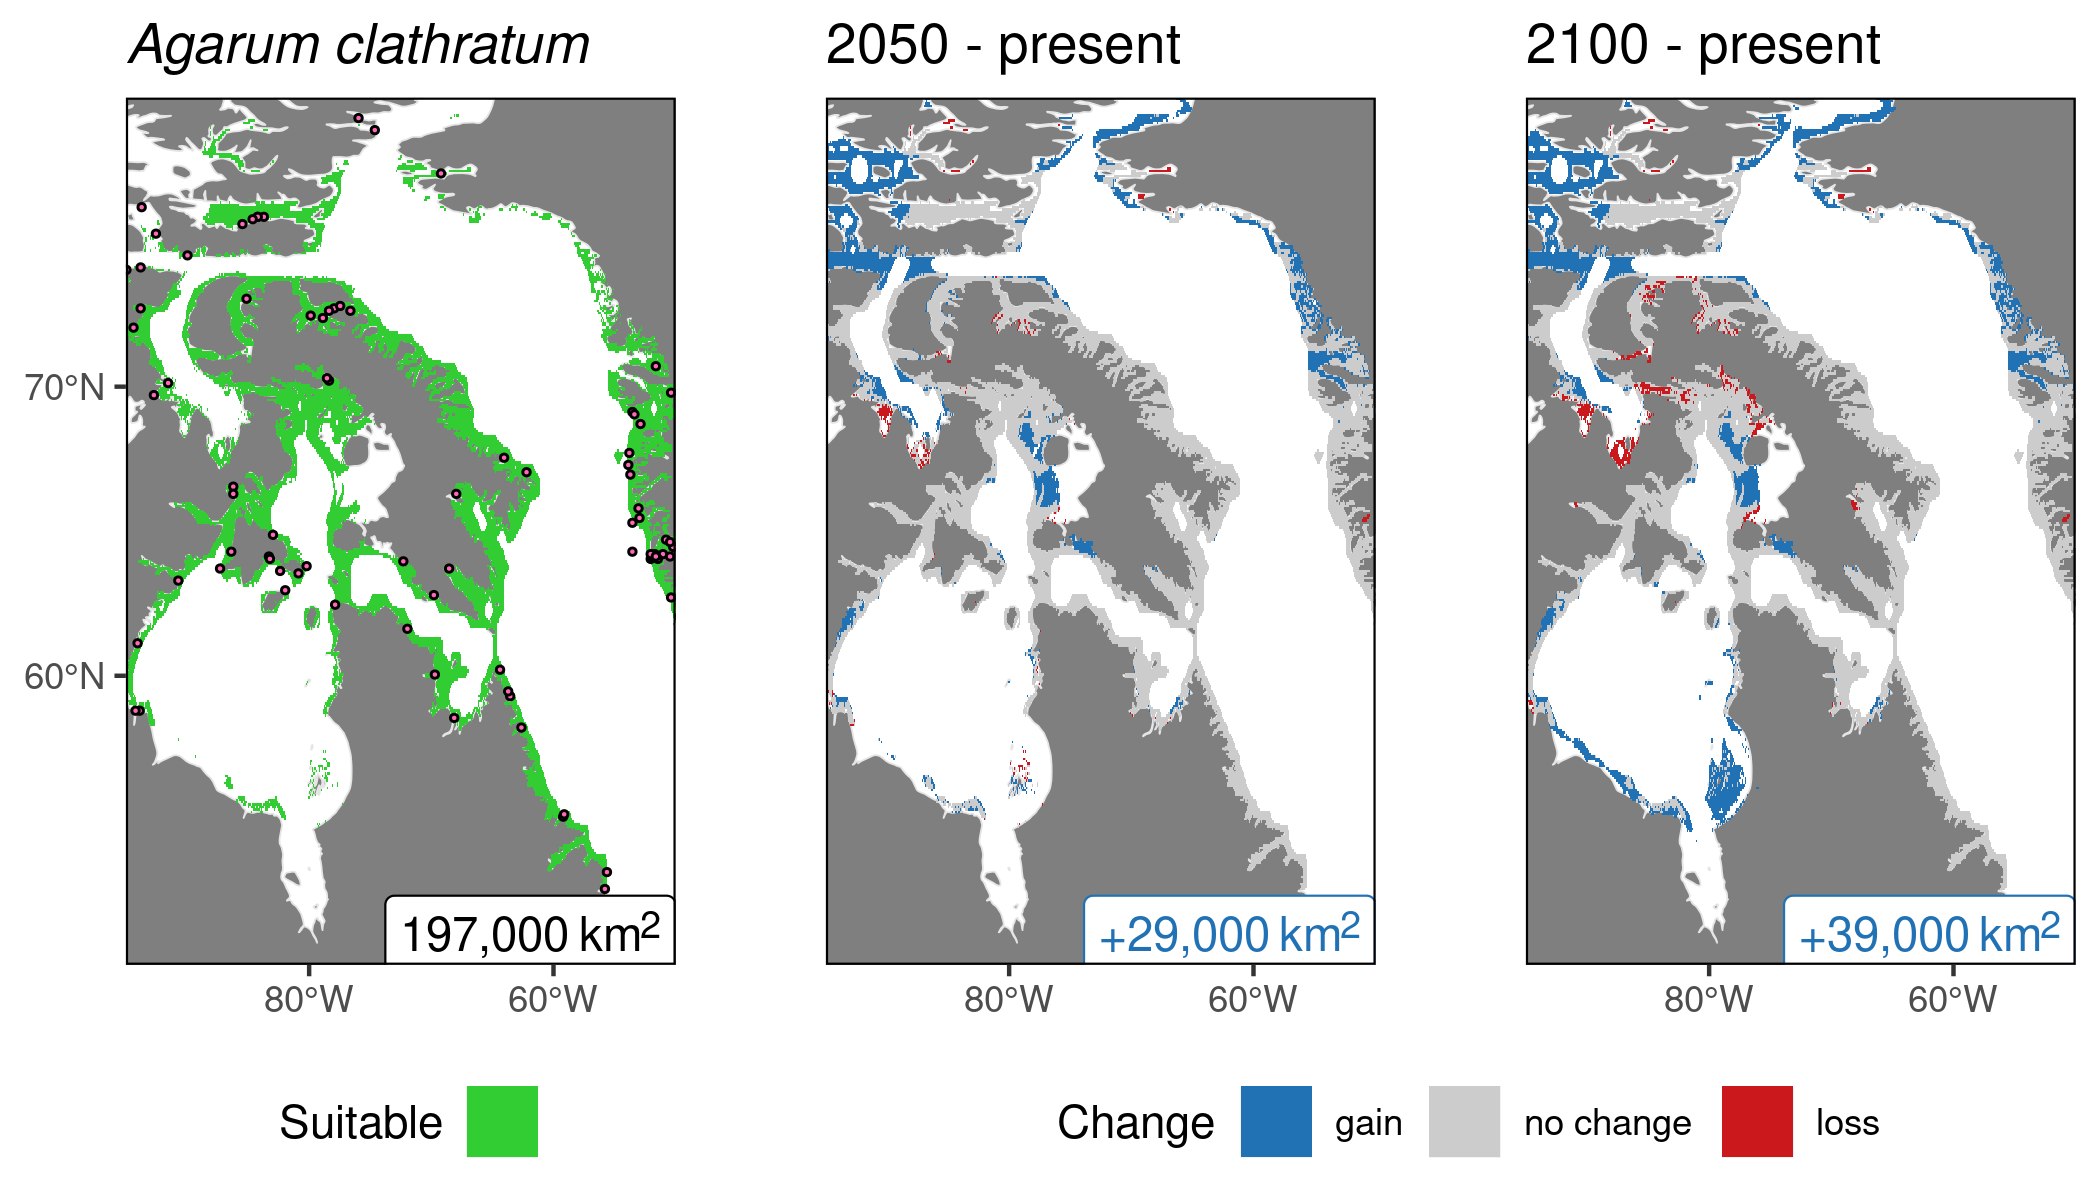 Agarum clathratum
2050 - present
2100 - present
70°N
60°N
197,000 km²
+29,000 km²
+39,000 km²
80°W
60°W
80°W
60°W
80°W
60°W
Suitable
Change
gain
no change
loss